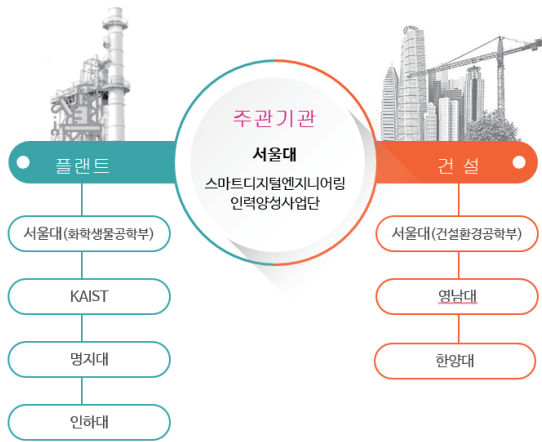 주관기관
서울대
스마트디지털엔지니어링
인력양성사업단
플랜트
서울대(화학생물공학부)
KAIST
명지대
인하대
건 설
서울대(건설환경공학부)
영남대
한양대